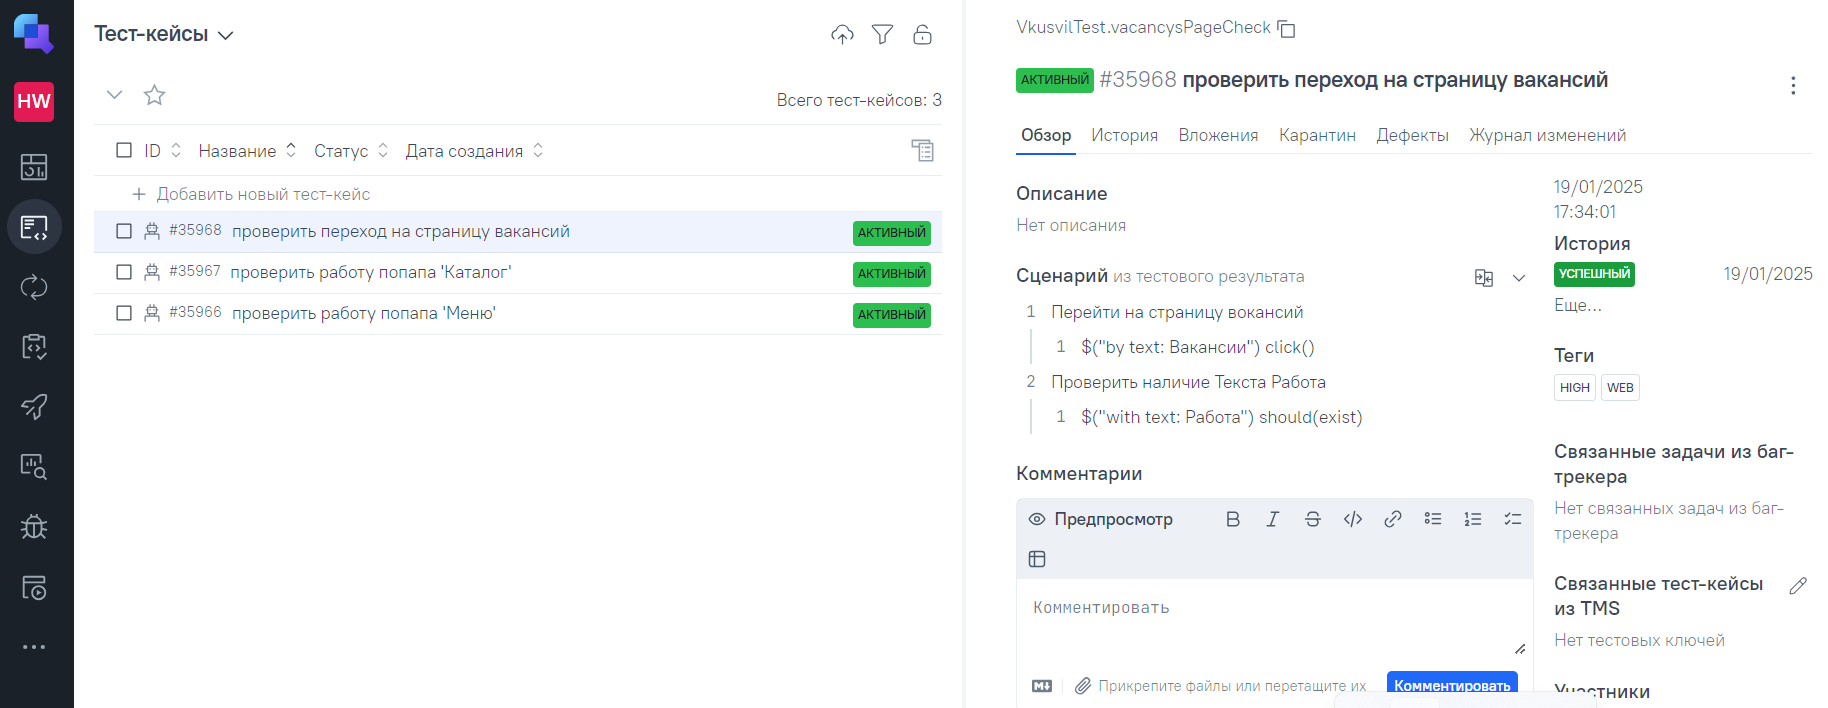 HW
Тест-кейсы
Всего тест-кейсов: 3
ID Название Статус Дата создания
Добавить новый тест-кейс
#35968 проверить переход на страницу вакансий АКТИВНЫЙ
#35967 проверить работу попапа 'Каталог' АКТИВНЫЙ
#35966 проверить работу попапа 'Меню' АКТИВНЫЙ
VkusvilTest.vacancysPageCheck
АКТИВНЫЙ #35968 проверить переход на страницу вакансий
Обзор История Вложения Карантин Дефекты Журнал изменений
Описание
Нет описания
Сценарий из тестового результата
1 Перейти на страницу вокансий
1 $("by text: Вакансии") click()
2 Проверить наличие Текста Работа
1 $("with text: Работа") should(exist)
Комментарии
Предпросмотр
Комментировать
Прикрепите файлы или перетащите их
Комментировать
19/01/2025
17:34:01
История
УСПЕШНЫЙ 19/01/2025
Еще...
Теги
HIGH WEB
Связанные задачи из баг-
трекера
Нет связанных задач из баг-
трекера
Связанные тест-кейсы
из TMS
Нет тестовых ключей
Участники